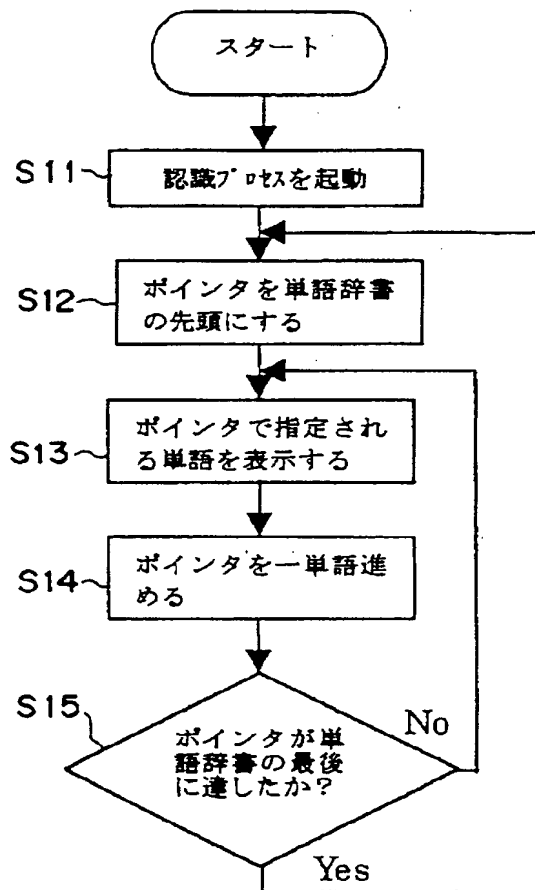 スタート
S11
認識プロセスを起動
S12
ポインタを単語辞書
の先頭にする
S13
ポインタで指定され
る単語を表示する
S14
ポインタを一単語進
める
S15
ポインタが単
語辞書の最後
に達したか?
No
Yes